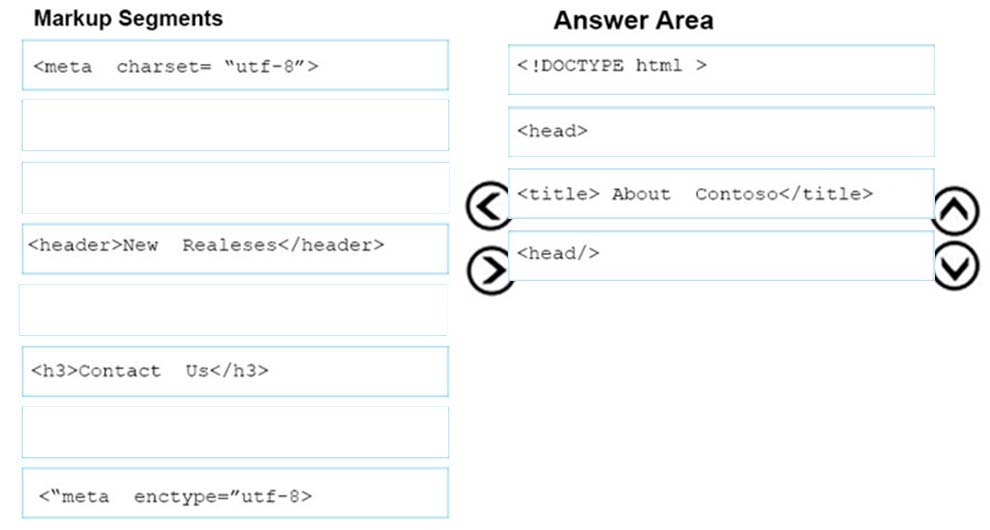 Markup Segments
<meta charset= “utf-8”>
<header>New Realeses</header>
<h3>Contact Us</h3>
<‟meta enctype=”utf-8>
Answer Area
<!DOCTYPE html >
<head>
<title> About Contoso</title>
<head/>